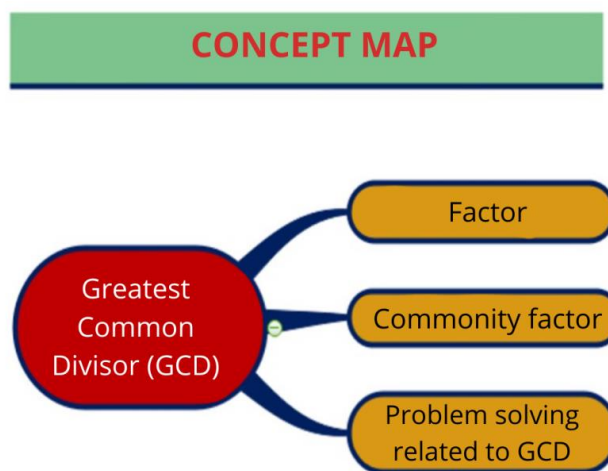 CONCEPT MAP
Factor
Greatest
Common
Divisor (GCD)
Commonity factor
Problem solving
related to GCD